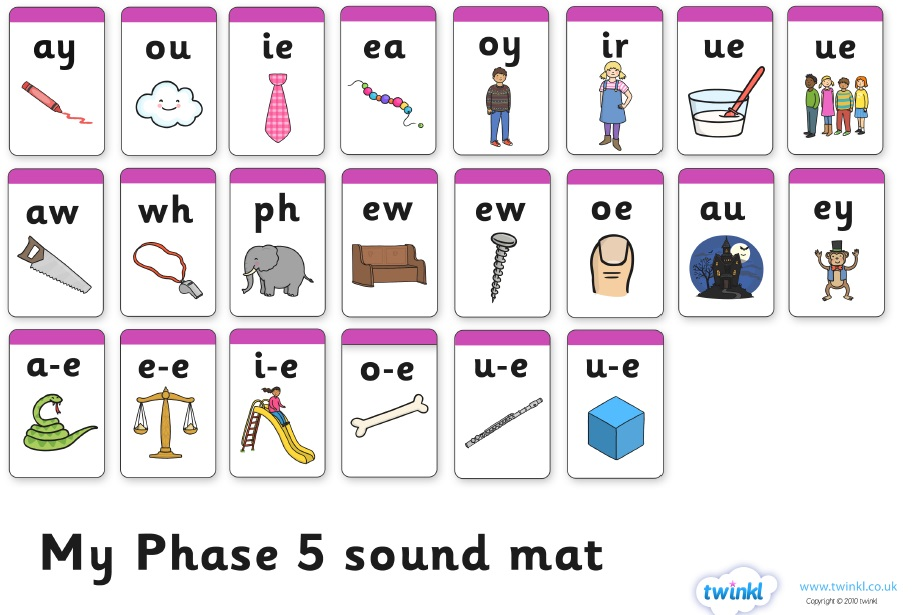 ay ou ie ea oy ir ue ue
aw wh ph ew ew oe au ey
a-e e-e i-e o-e u-e u-e
My Phase 5 sound mat
twinkl
www.twinkl.co.uk
Copyright © 2010 twinkl